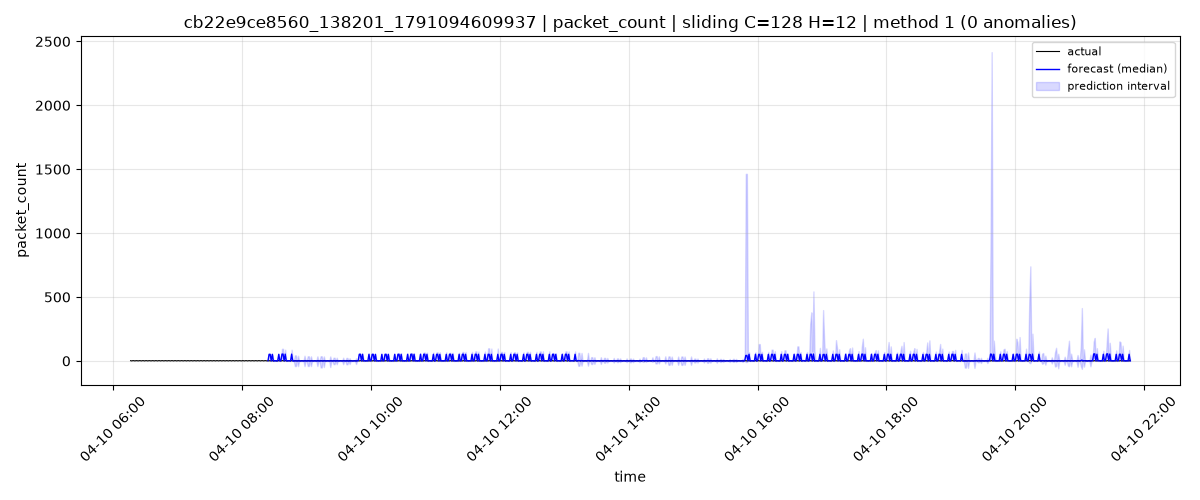 cb22e9ce8560_138201_1791094609937 | packet_count | sliding C=128 H=12 | method 1 (0 anomalies)
actual
forecast (median)
prediction interval
packet_count
2500
2000
1500
1000
500
0
04-10 06:00
04-10 08:00
04-10 10:00
04-10 12:00
04-10 14:00
04-10 16:00
04-10 18:00
04-10 20:00
04-10 22:00
time